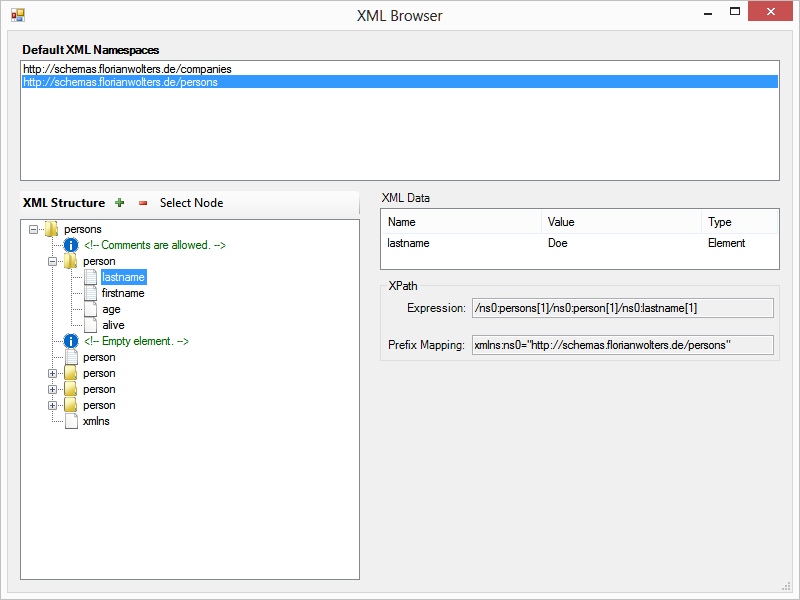 XML Browser
Default XML Namespaces
http://schemas.florianwolters.de/companies
http://schemas.florianwolters.de/persons
XML Structure Select Node
persons
<!-- Comments are allowed. -->
person
lastname
firstname
age
alive
<!-- Empty element. -->
person
person
person
person
xmlns
XML Data
Name Value Type
lastname Doe Element
XPath
Expression: /ns0:persons[1]/ns0:person[1]/ns0:lastname[1]
Prefix Mapping: xmlns:ns0="http://schemas.florianwolters.de/persons"